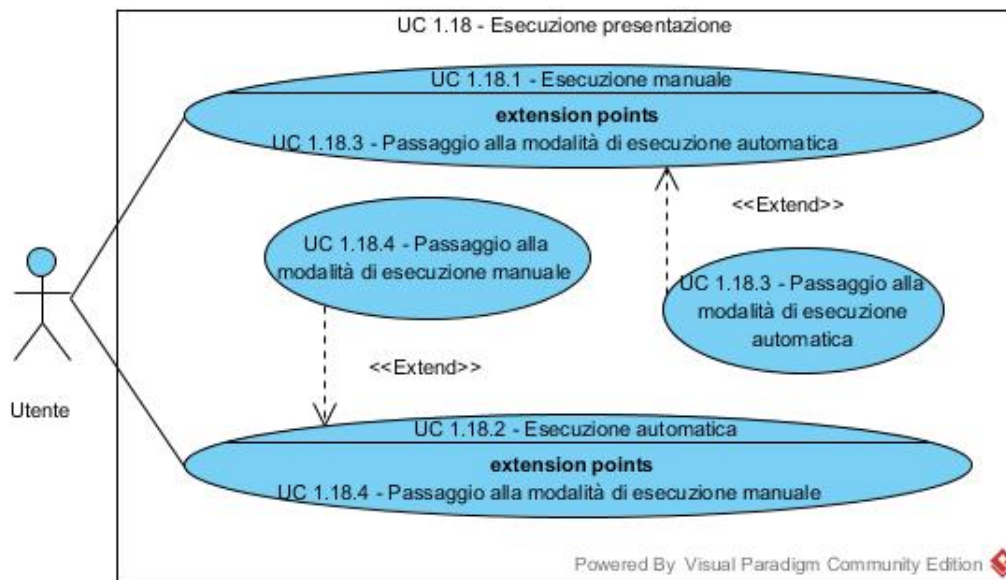 UC 1.18 - Esecuzione presentazione
UC 1.18.1 - Esecuzione manuale
extension points
UC 1.18.3 - Passaggio alla modalità di esecuzione automatica
<<Extend>>
UC 1.18.4 - Passaggio alla
modalità di esecuzione manuale
UC 1.18.3 - Passaggio alla
modalità di esecuzione
automatica
<<Extend>>
Utente
UC 1.18.2 - Esecuzione automatica
extension points
UC 1.18.4 - Passaggio alla modalità di esecuzione manuale
Powered By Visual Paradigm Community Edition